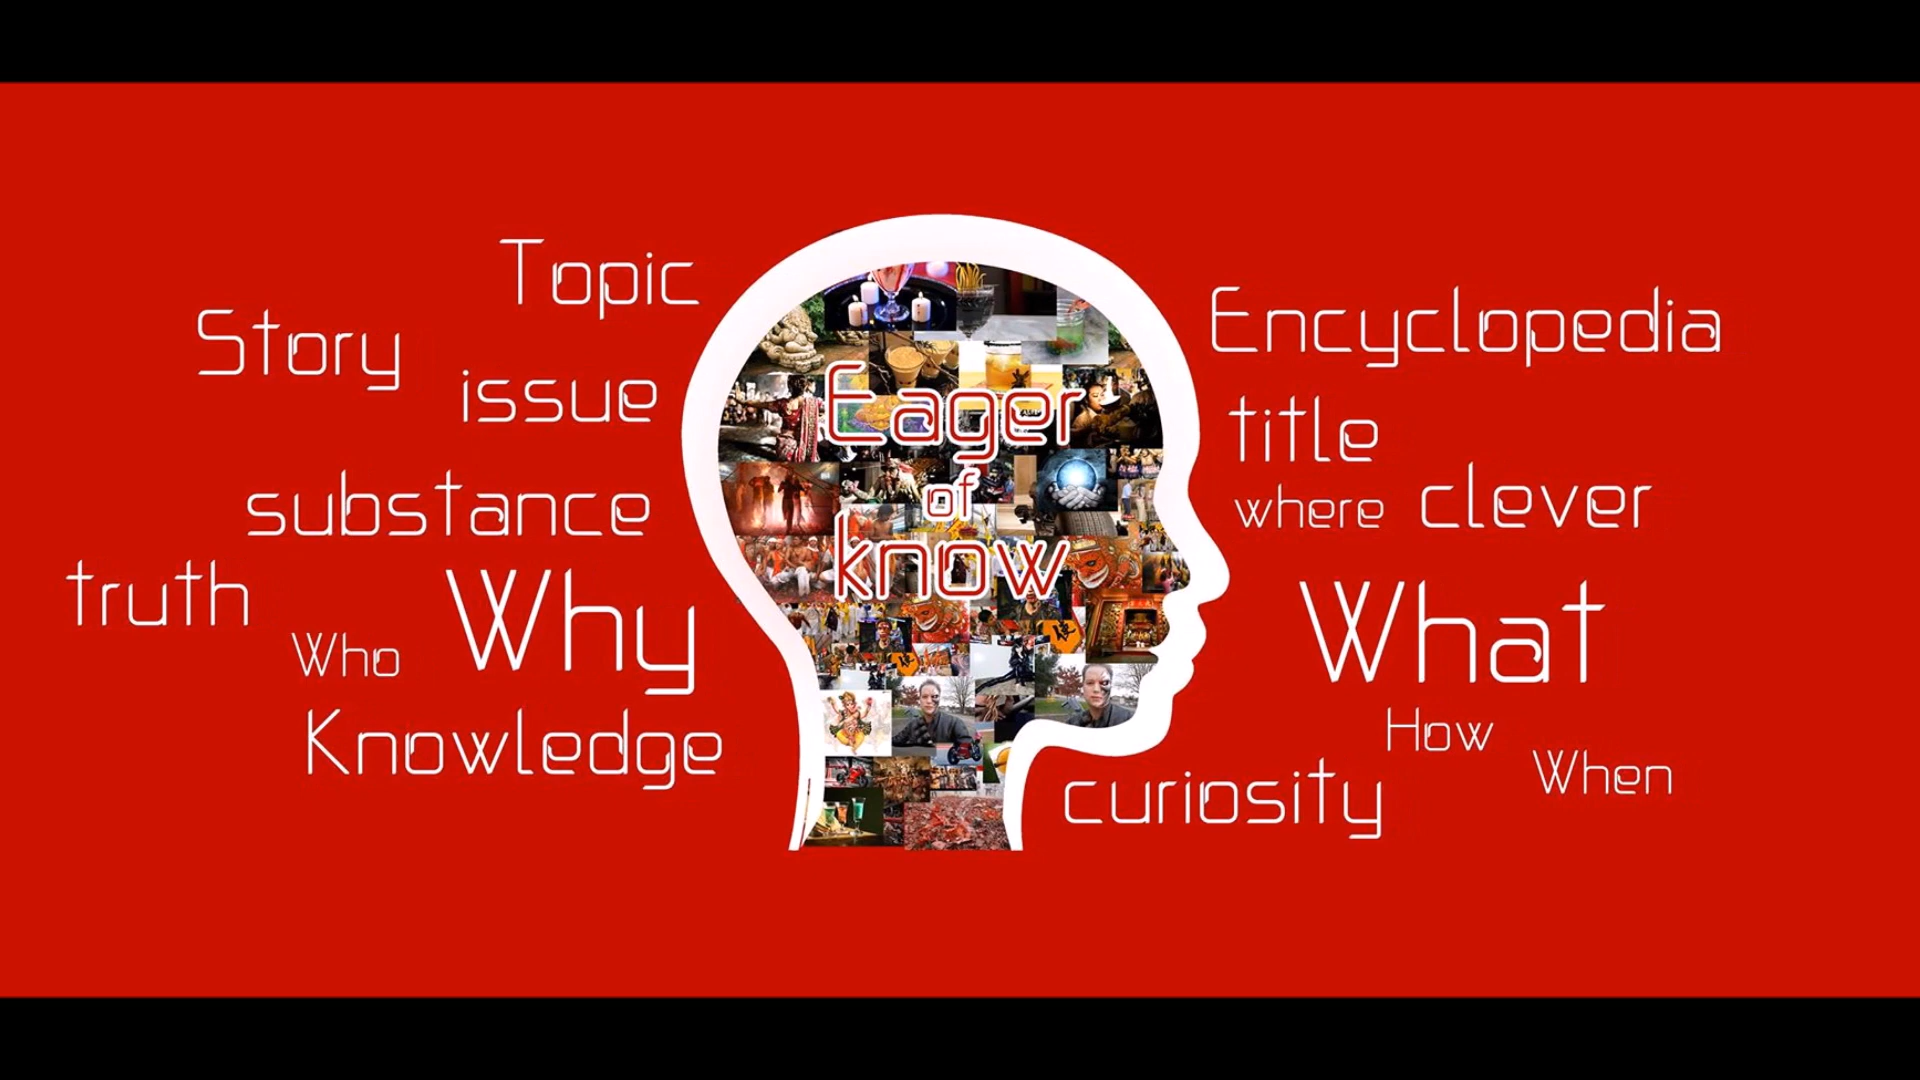 Topic
Story
issue
substance
truth
Who
Why
Knowledge
Eager
of
know
Encyclopedia
title
where clever
What
How
When
curiosity